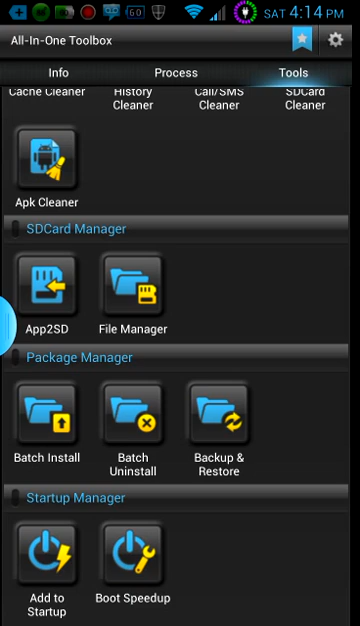 60 SAT 4:14 PM
All-In-One Toolbox
Info Process Tools
Cache Cleaner History Cleaner Call/SMS Cleaner SDCard Cleaner
Apk Cleaner
SDCard Manager
App2SD File Manager
Package Manager
Batch Install Batch Uninstall Backup & Restore
Startup Manager
Add to Startup Boot Speedup